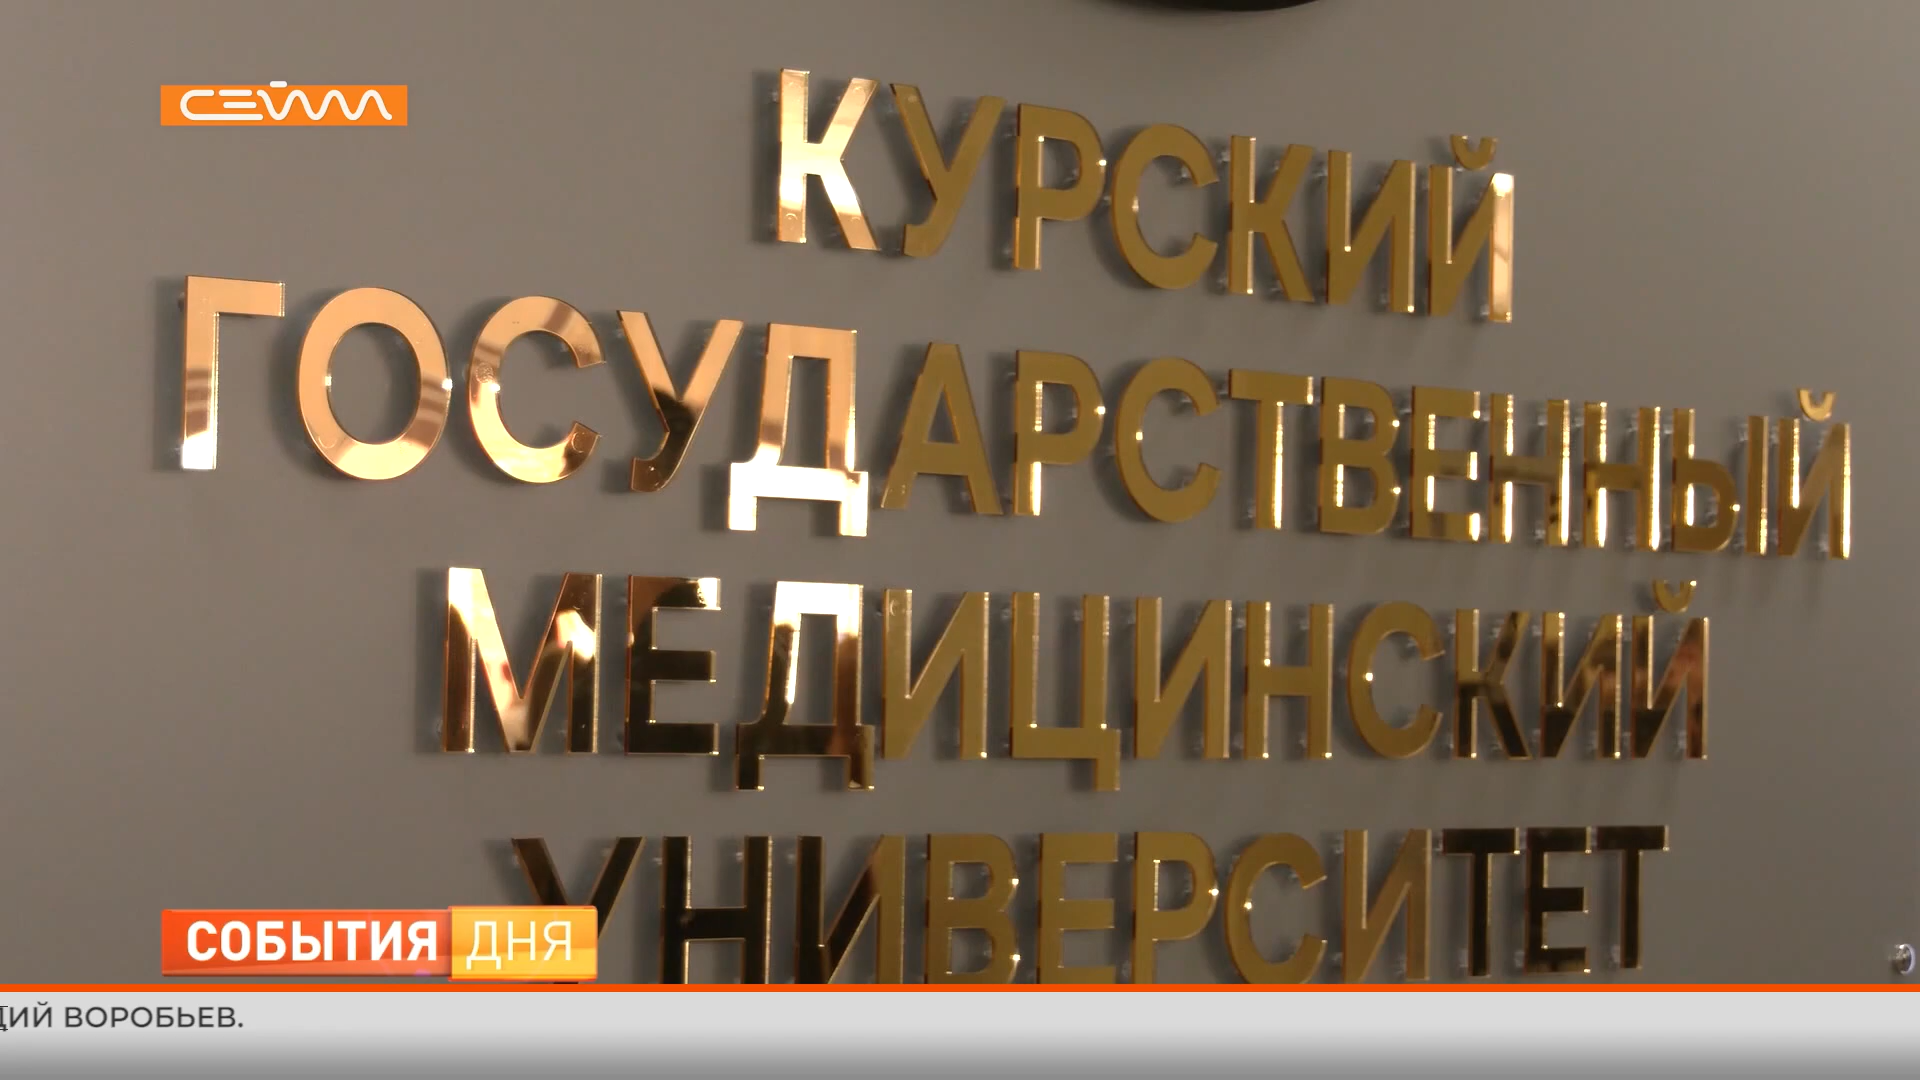 СЕЙМ
КУРСКИЙ
ГОСУДАРСТВЕННЫЙ
МЕДИЦИНСКИЙ
УНИВЕРСИТЕТ
СОБЫТИЯ ДНЯ
ВОРОБЬЕВ.